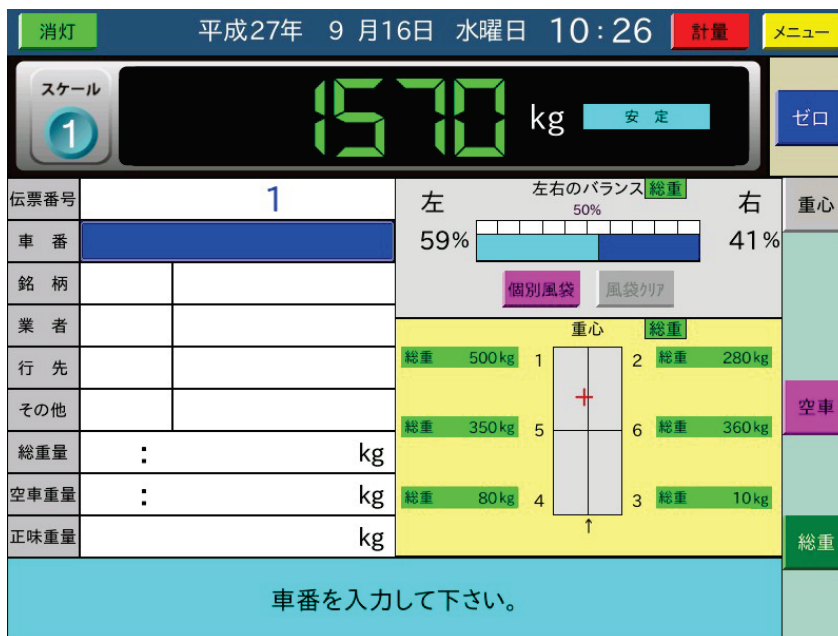 消灯 平成27年 9月16日 水曜日 10:26 計量 メニュー
スケール
1
1570 kg 安定
ゼロ
伝票番号 1
車番
銘柄
業者
行先
その他
総重量 : kg
空車重量 : kg
正味重量 kg
左右のバランス 総重
左 50% 右
59% 41%
個別風袋 風袋クリア
重心 総重
総重 500kg 1 2 総重 280kg
総重 350kg 5 6 総重 360kg
総重 80kg 4 3 総重 10kg
↑
重心
空車
総重
車番を入力して下さい。